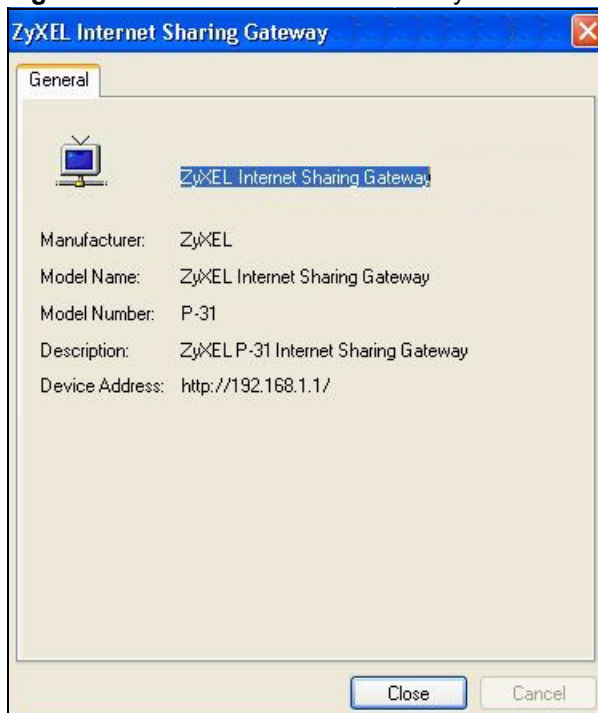 ZyXEL Internet Sharing Gateway
General
ZyXEL Internet Sharing Gateway
Manufacturer: ZyXEL
Model Name: ZyXEL Internet Sharing Gateway
Model Number: P-31
Description: ZyXEL P-31 Internet Sharing Gateway
Device Address: http://192.168.1.1/
Close Cancel